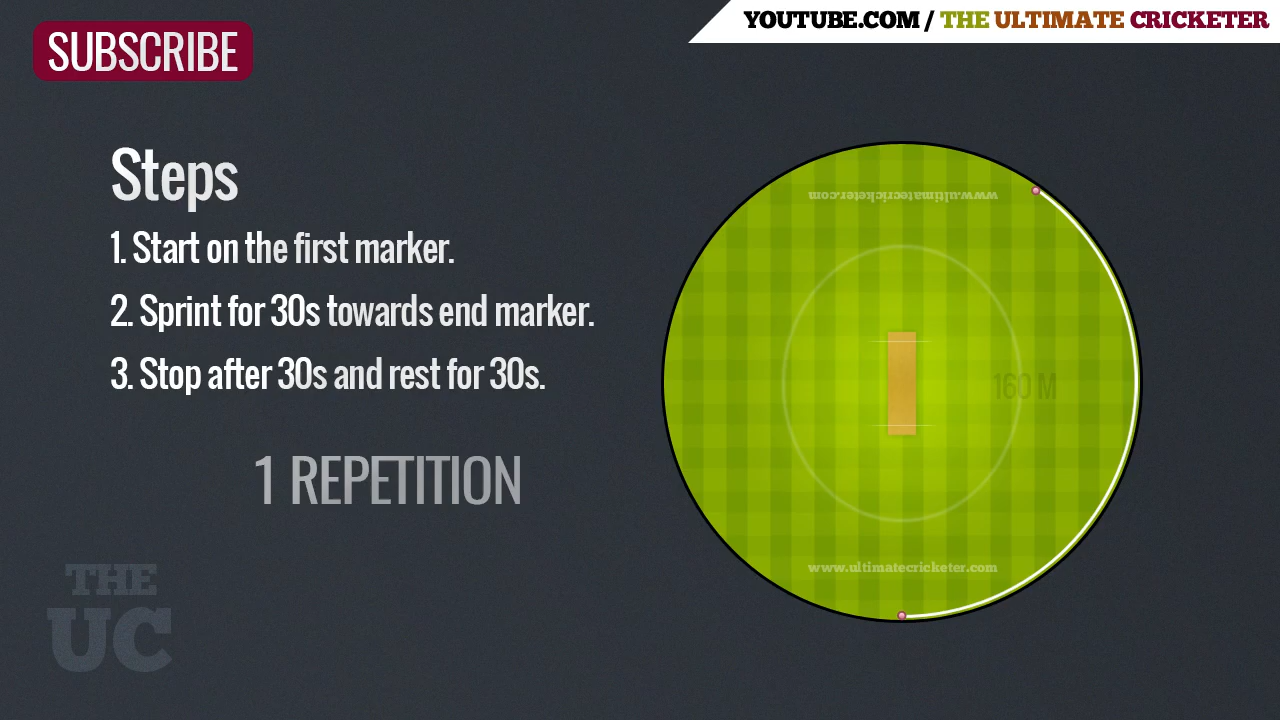 SUBSCRIBE
YOUTUBE.COM / THE ULTIMATE CRICKETER
Steps
1. Start on the first marker.
2. Sprint for 30s towards end marker.
3. Stop after 30s and rest for 30s.
1 REPETITION
www.ultimatecricketer.com
160 M
www.ultimatecricketer.com
THE
UC